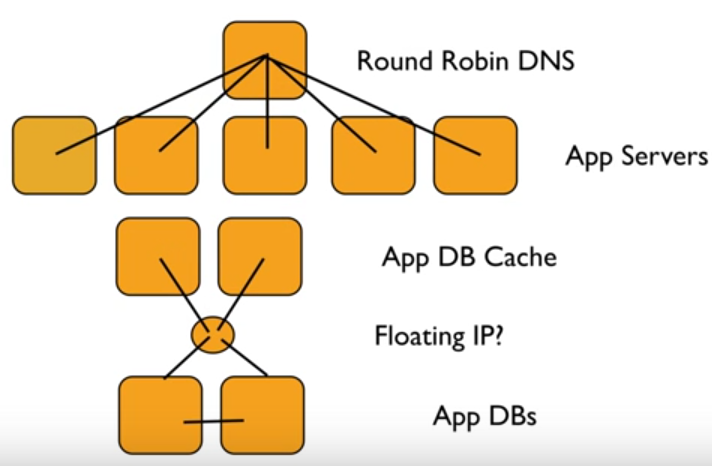 Round Robin DNS
App Servers
App DB Cache
Floating IP?
App DBs